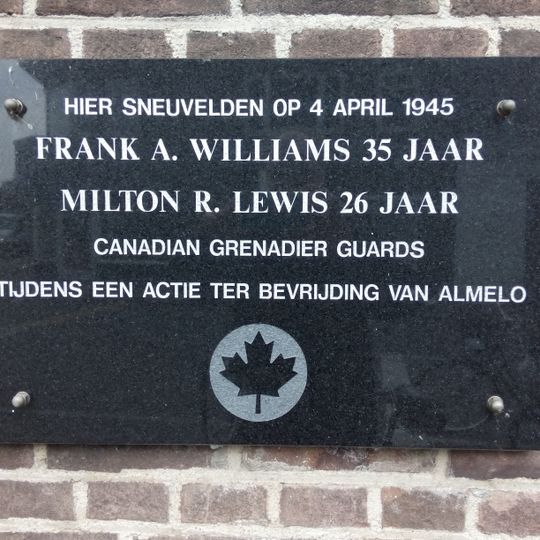 HIER SNEUVELDEN OP 4 APRIL 1945
FRANK A. WILLIAMS 35 JAAR
MILTON R. LEWIS 26 JAAR
CANADIAN GRENADIER GUARDS
TIJDENS EEN ACTIE TER BEVRIJDING VAN ALMELO